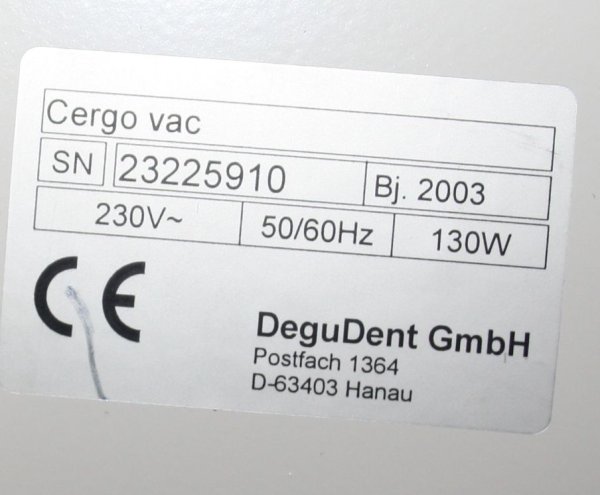 Cergo vac
SN 23225910 Bj. 2003
230V~ 50/60Hz 130W
CE
DeguDent GmbH
Postfach 1364
D-63403 Hanau